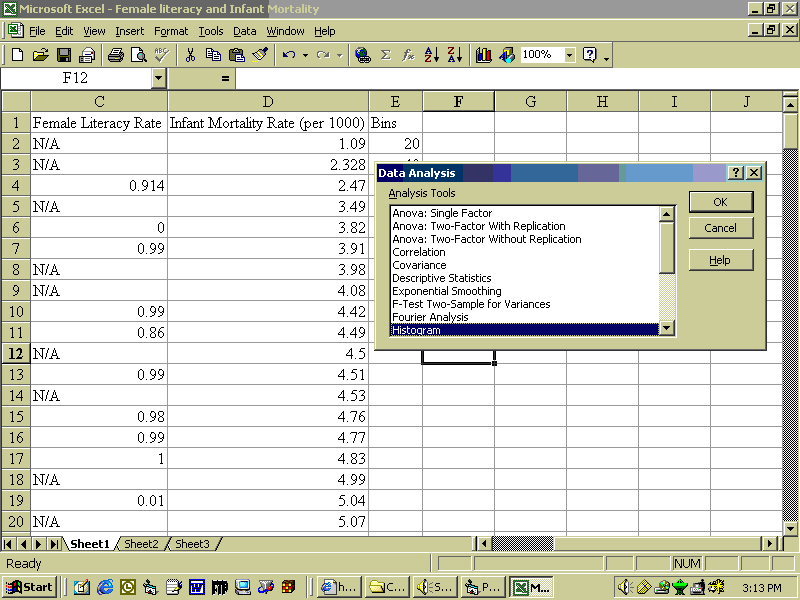 Microsoft Excel - Female literacy and Infant Mortality
File Edit View Insert Format Tools Data Window Help
100%
F12 =
C D E F G H I J
1 Female Literacy Rate Infant Mortality Rate (per 1000) Bins
2 N/A 1.09 20
3 N/A 2.328
4 0.914 2.47
5 N/A 3.49
6 0 3.82
7 0.99 3.91
8 N/A 3.98
9 N/A 4.08
10 0.99 4.42
11 0.86 4.49
12 N/A 4.5
13 0.99 4.51
14 N/A 4.53
15 0.98 4.76
16 0.99 4.77
17 1 4.83
18 N/A 4.99
19 0.01 5.04
20 N/A 5.07
Data Analysis
Analysis Tools
Anova: Single Factor
Anova: Two-Factor With Replication
Anova: Two-Factor Without Replication
Correlation
Covariance
Descriptive Statistics
Exponential Smoothing
F-Test Two-Sample for Variances
Fourier Analysis
Histogram
OK
Cancel
Help
Sheet1 Sheet2 Sheet3
Ready NUM
Start h... C... S... P... M... 3:13 PM